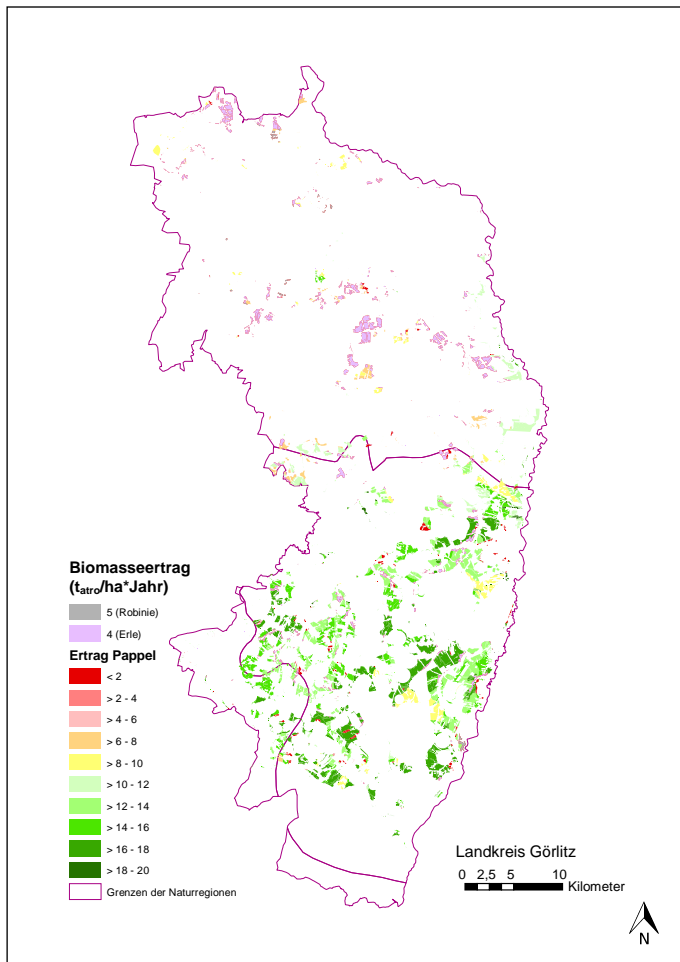 Biomasseertrag
(t_atro/ha*Jahr)
5 (Robinie)
4 (Erle)
Ertrag Pappel
< 2
> 2 - 4
> 4 - 6
> 6 - 8
> 8 - 10
> 10 - 12
> 12 - 14
> 14 - 16
> 16 - 18
> 18 - 20
Grenzen der Naturregionen
Landkreis Görlitz
0 2,5 5 10
Kilometer
N